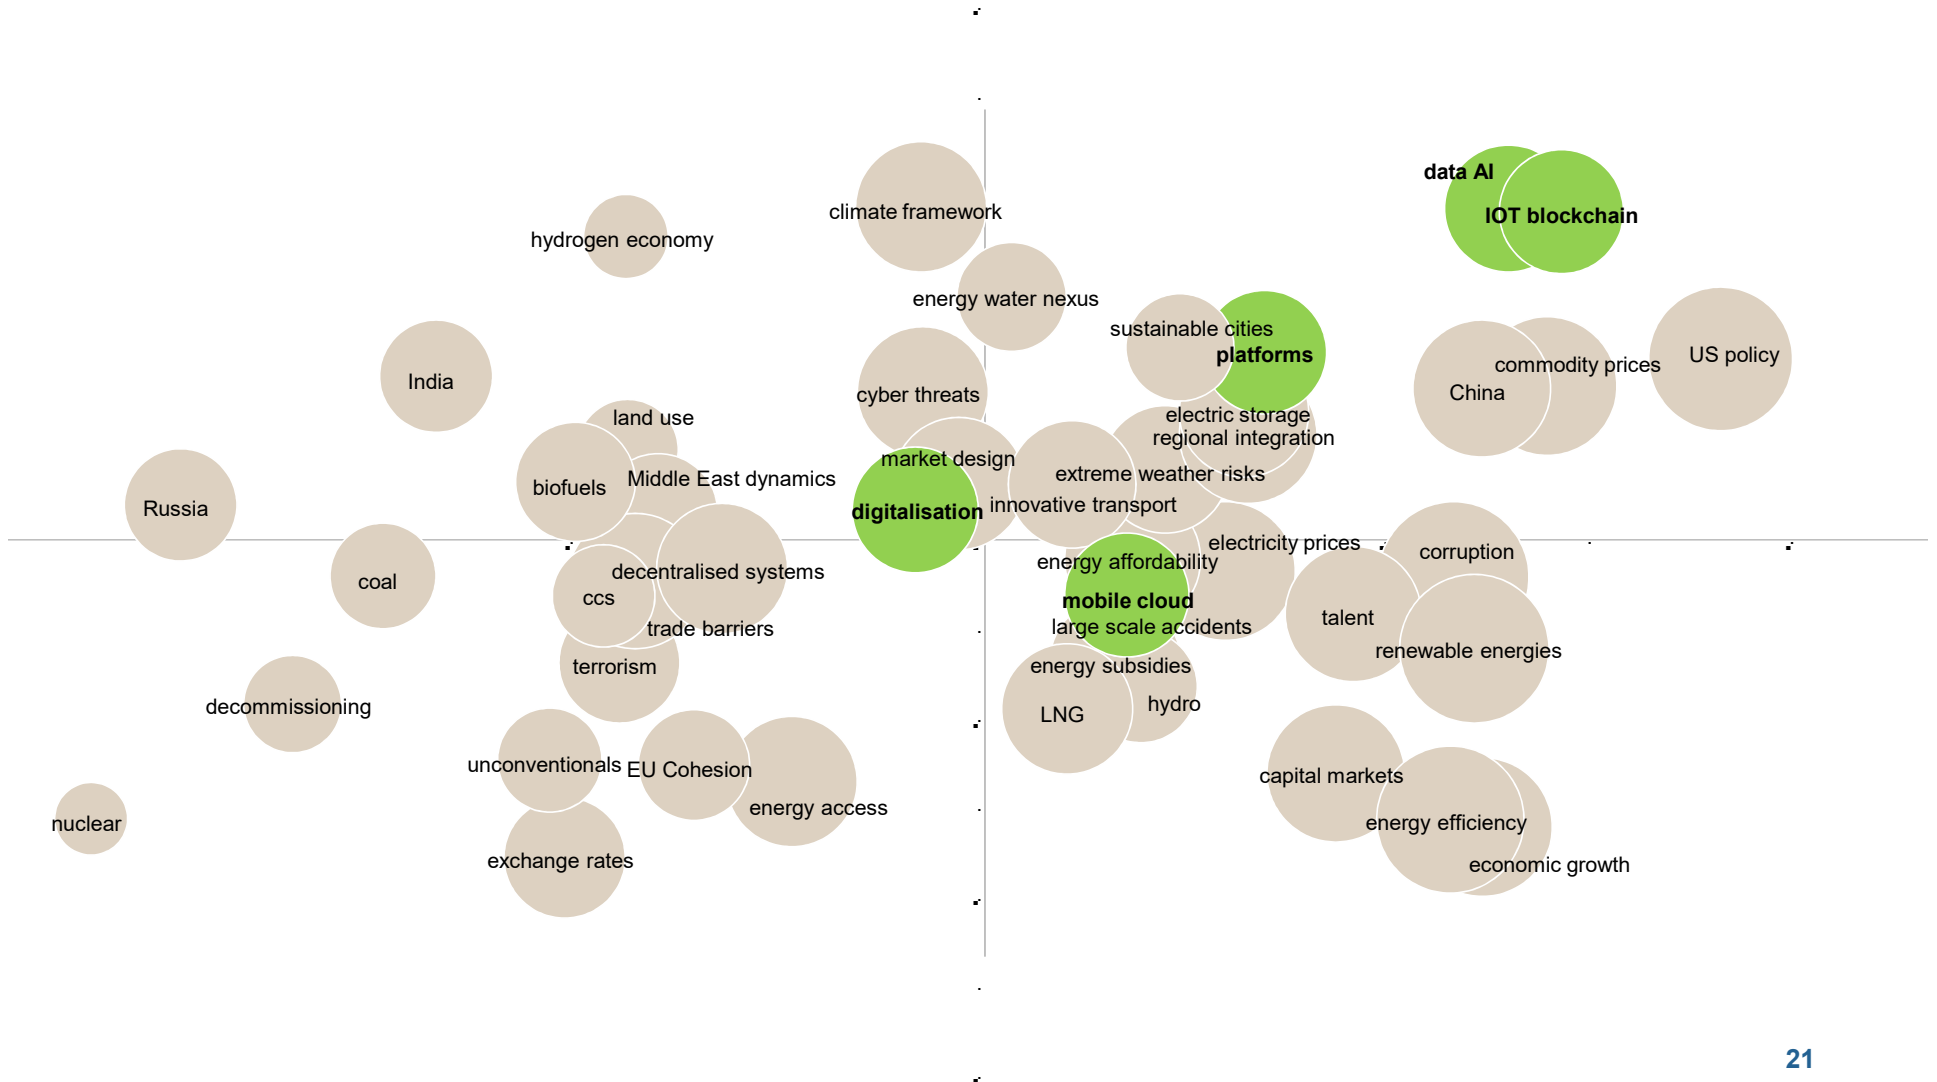 data AI
climate framework
IOT blockchain
hydrogen economy
energy water nexus
sustainable cities
platforms
US policy
commodity prices
India
China
cyber threats
land use
electric storage
regional integration
market design
extreme weather risks
Middle East dynamics
biofuels
innovative transport
Russia
digitalisation
electricity prices
corruption
energy affordability
decentralised systems
coal
ccs
mobile cloud
talent
large scale accidents
trade barriers
renewable energies
terrorism
energy subsidies
hydro
decommissioning
LNG
unconventionals
EU Cohesion
capital markets
energy access
nuclear
energy efficiency
exchange rates
economic growth
21